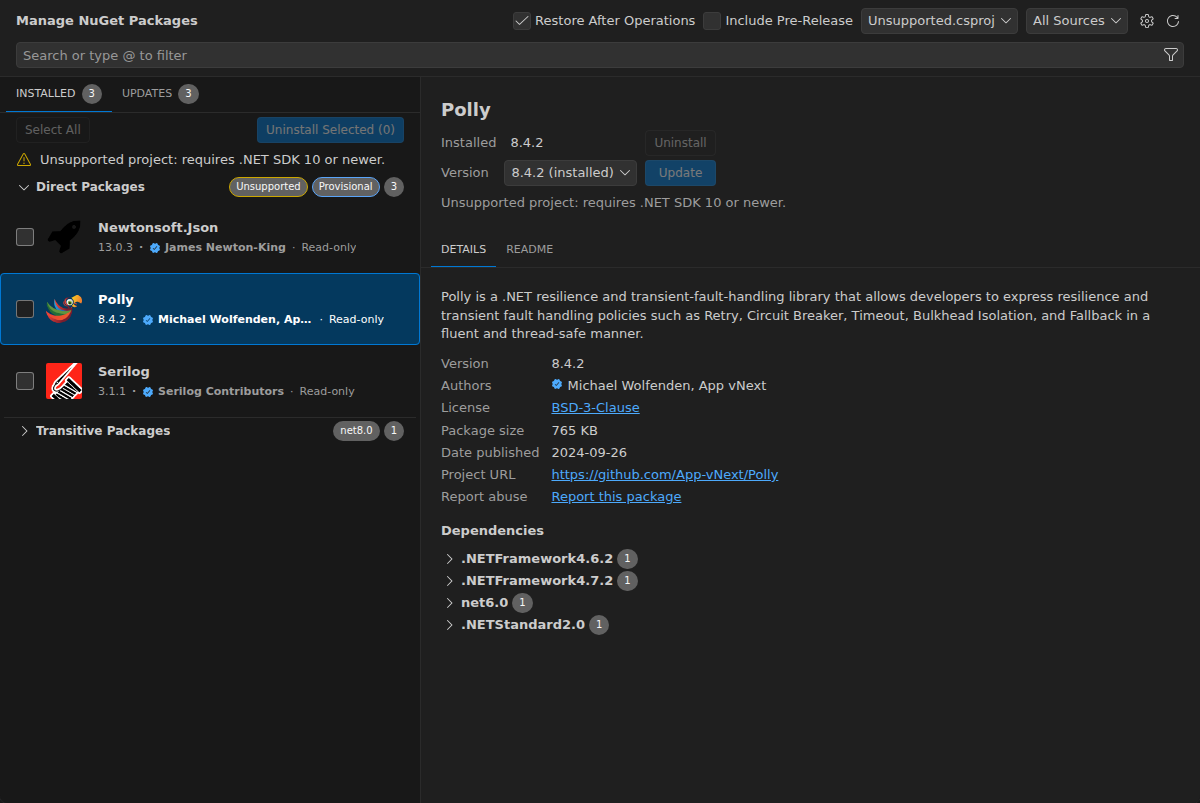 Manage NuGet Packages
Restore After Operations
Include Pre-Release
Unsupported.csproj
All Sources
Search or type @ to filter
INSTALLED 3
UPDATES 3
Select All
Uninstall Selected (0)
Unsupported project: requires .NET SDK 10 or newer.
Direct Packages
Unsupported
Provisional
3
Newtonsoft.Json
13.0.3 · James Newton-King · Read-only
Polly
8.4.2 · Michael Wolfenden, Ap... · Read-only
Serilog
3.1.1 · Serilog Contributors · Read-only
Transitive Packages
net8.0
1
Polly
Installed 8.4.2
Uninstall
Version 8.4.2 (installed)
Update
Unsupported project: requires .NET SDK 10 or newer.
DETAILS
README
Polly is a .NET resilience and transient-fault-handling library that allows developers to express resilience and
transient fault handling policies such as Retry, Circuit Breaker, Timeout, Bulkhead Isolation, and Fallback in a
fluent and thread-safe manner.
Version 8.4.2
Authors Michael Wolfenden, App vNext
License BSD-3-Clause
Package size 765 KB
Date published 2024-09-26
Project URL https://github.com/App-vNext/Polly
Report abuse Report this package
Dependencies
.NETFramework4.6.2 1
.NETFramework4.7.2 1
net6.0 1
.NETStandard2.0 1